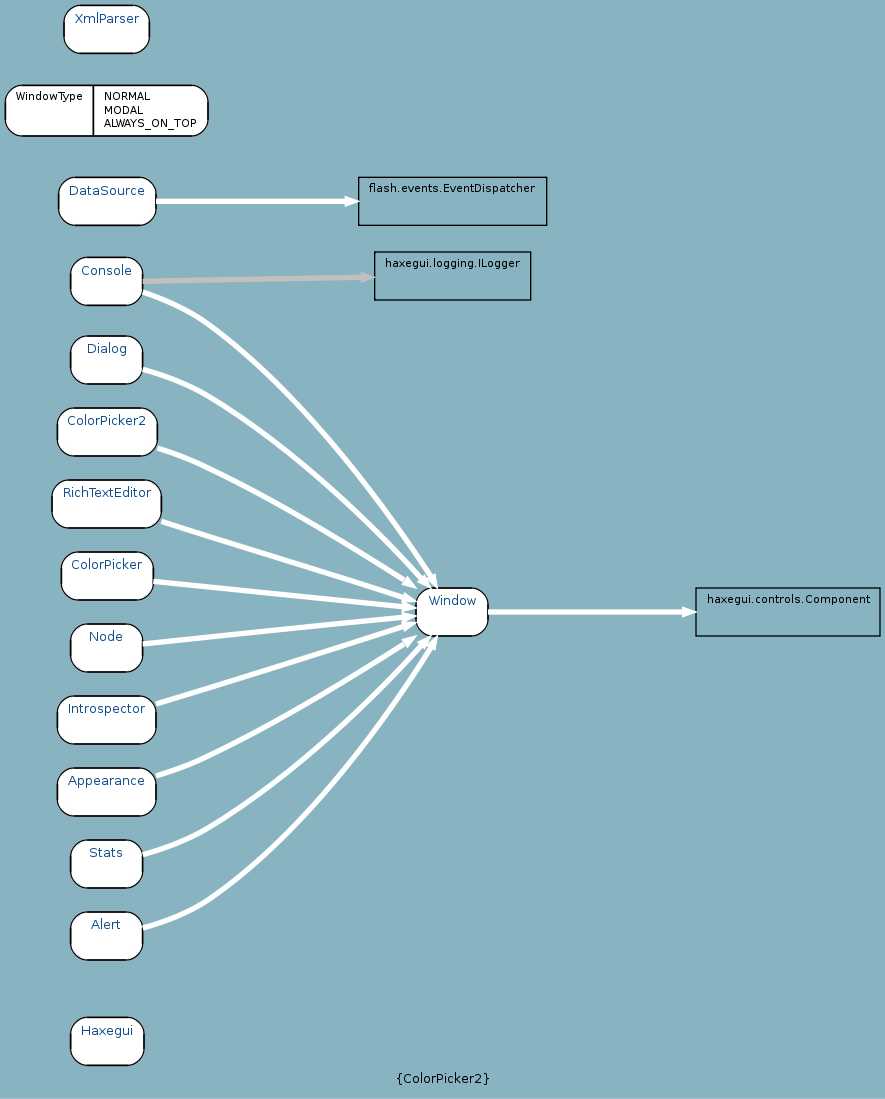 XmlParser
WindowType
NORMAL
MODAL
ALWAYS_ON_TOP
DataSource
flash.events.EventDispatcher
Console
haxegui.logging.ILogger
Dialog
ColorPicker2
RichTextEditor
ColorPicker
Window
haxegui.controls.Component
Node
Introspector
Appearance
Stats
Alert
Haxegui
{ColorPicker2}